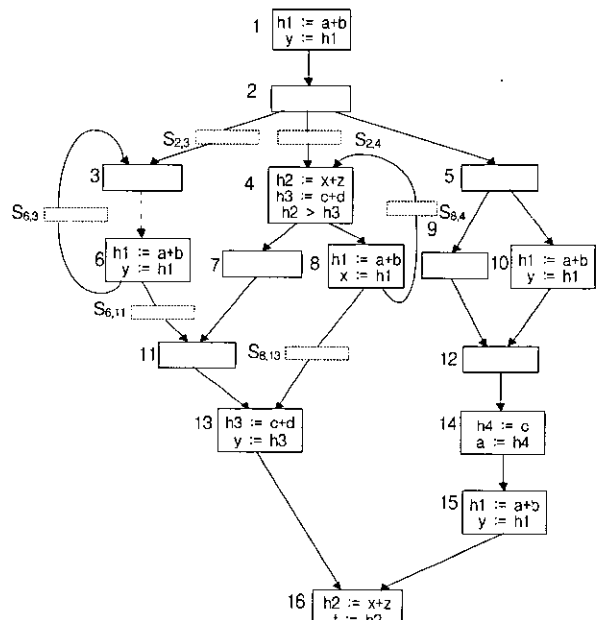 1
h1 := a+b
y := h1
2
S2,3
S2,4
3
4
h2 := x+z
h3 := c+d
h2 > h3
5
S6,3
S8,4
9
6
h1 := a+b
y := h1
7
8
h1 := a+b
x := h1
10
h1 := a+b
y := h1
S6,11
11
S8,13
12
13
h3 := c+d
y := h3
14
h4 := c
a := h4
15
h1 := a+b
y := h1
16
h2 := x+z